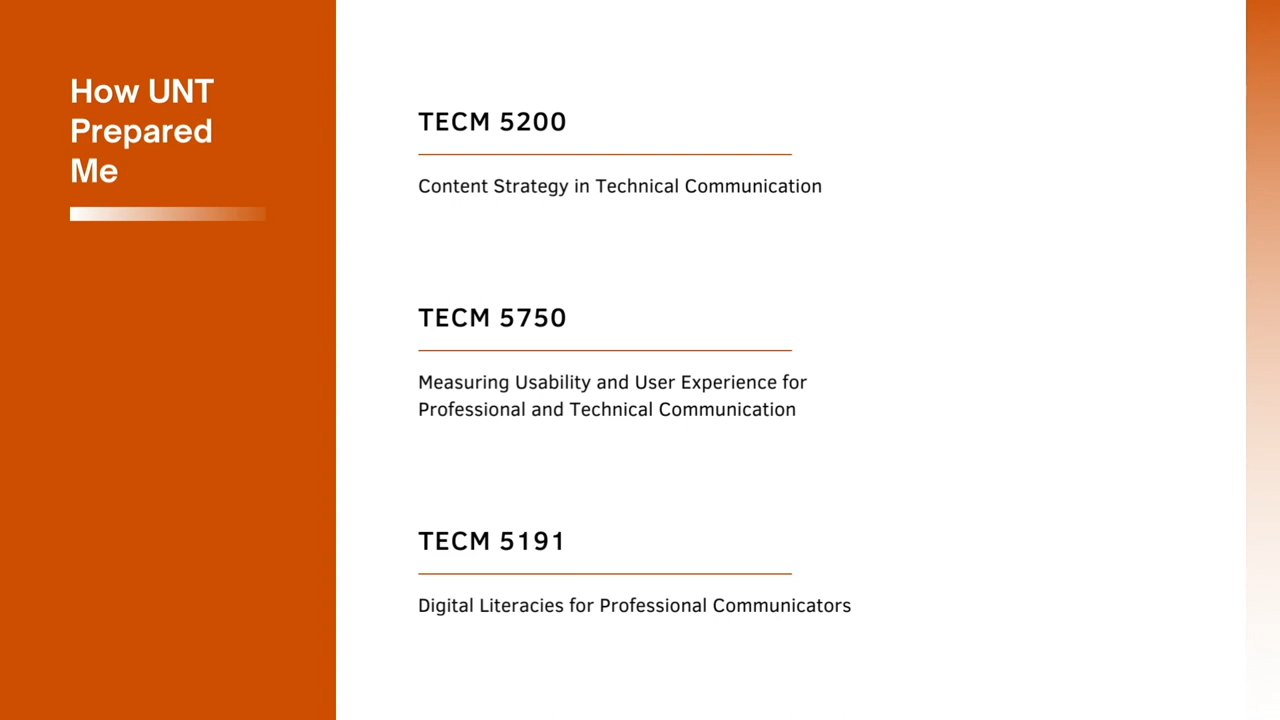 How UNT
Prepared
Me
TECM 5200
Content Strategy in Technical Communication
TECM 5750
Measuring Usability and User Experience for
Professional and Technical Communication
TECM 5191
Digital Literacies for Professional Communicators